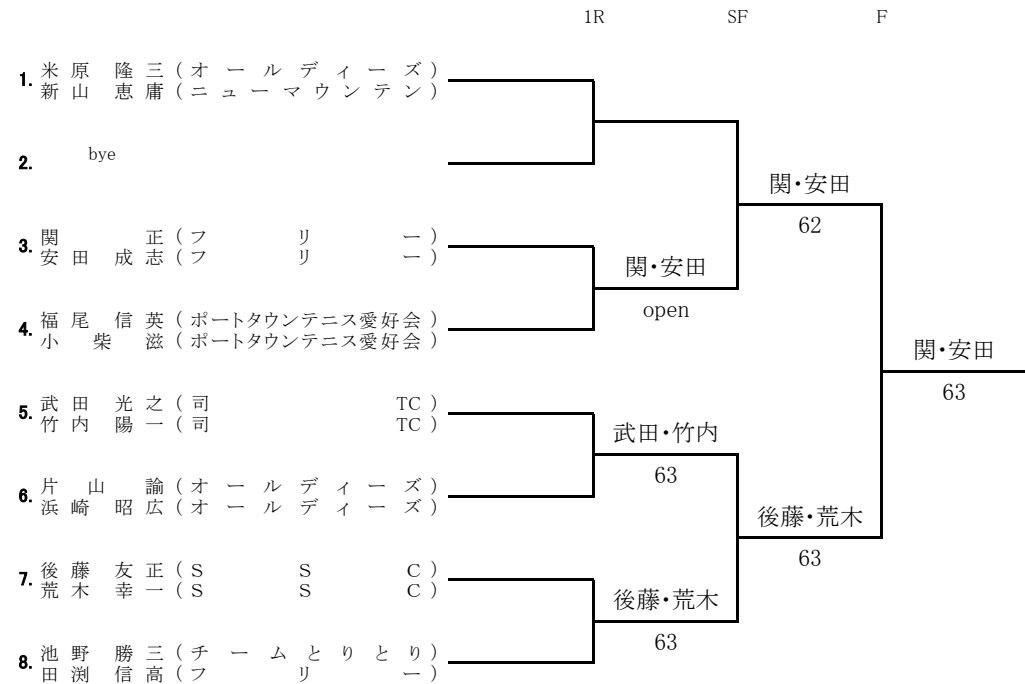 1R SF F
1. 米原 隆三(オールディーズ)
新山 恵庸(ニューマウンテン)
2. bye
関・安田
62
3. 関 正(フリー)
安田 成志(フリー)
関・安田
open
4. 福尾 信英(ポートタウンテニス愛好会)
小柴 滋(ポートタウンテニス愛好会)
関・安田
63
5. 武田 光之(司 TC)
竹内 陽一(司 TC)
武田・竹内
63
6. 片山 諭(オールディーズ)
浜崎 昭広(オールディーズ)
後藤・荒木
63
7. 後藤 友正(SSC)
荒木 幸一(SSC)
後藤・荒木
63
8. 池野 勝三(チームとりとり)
田渕 信高(フリー)